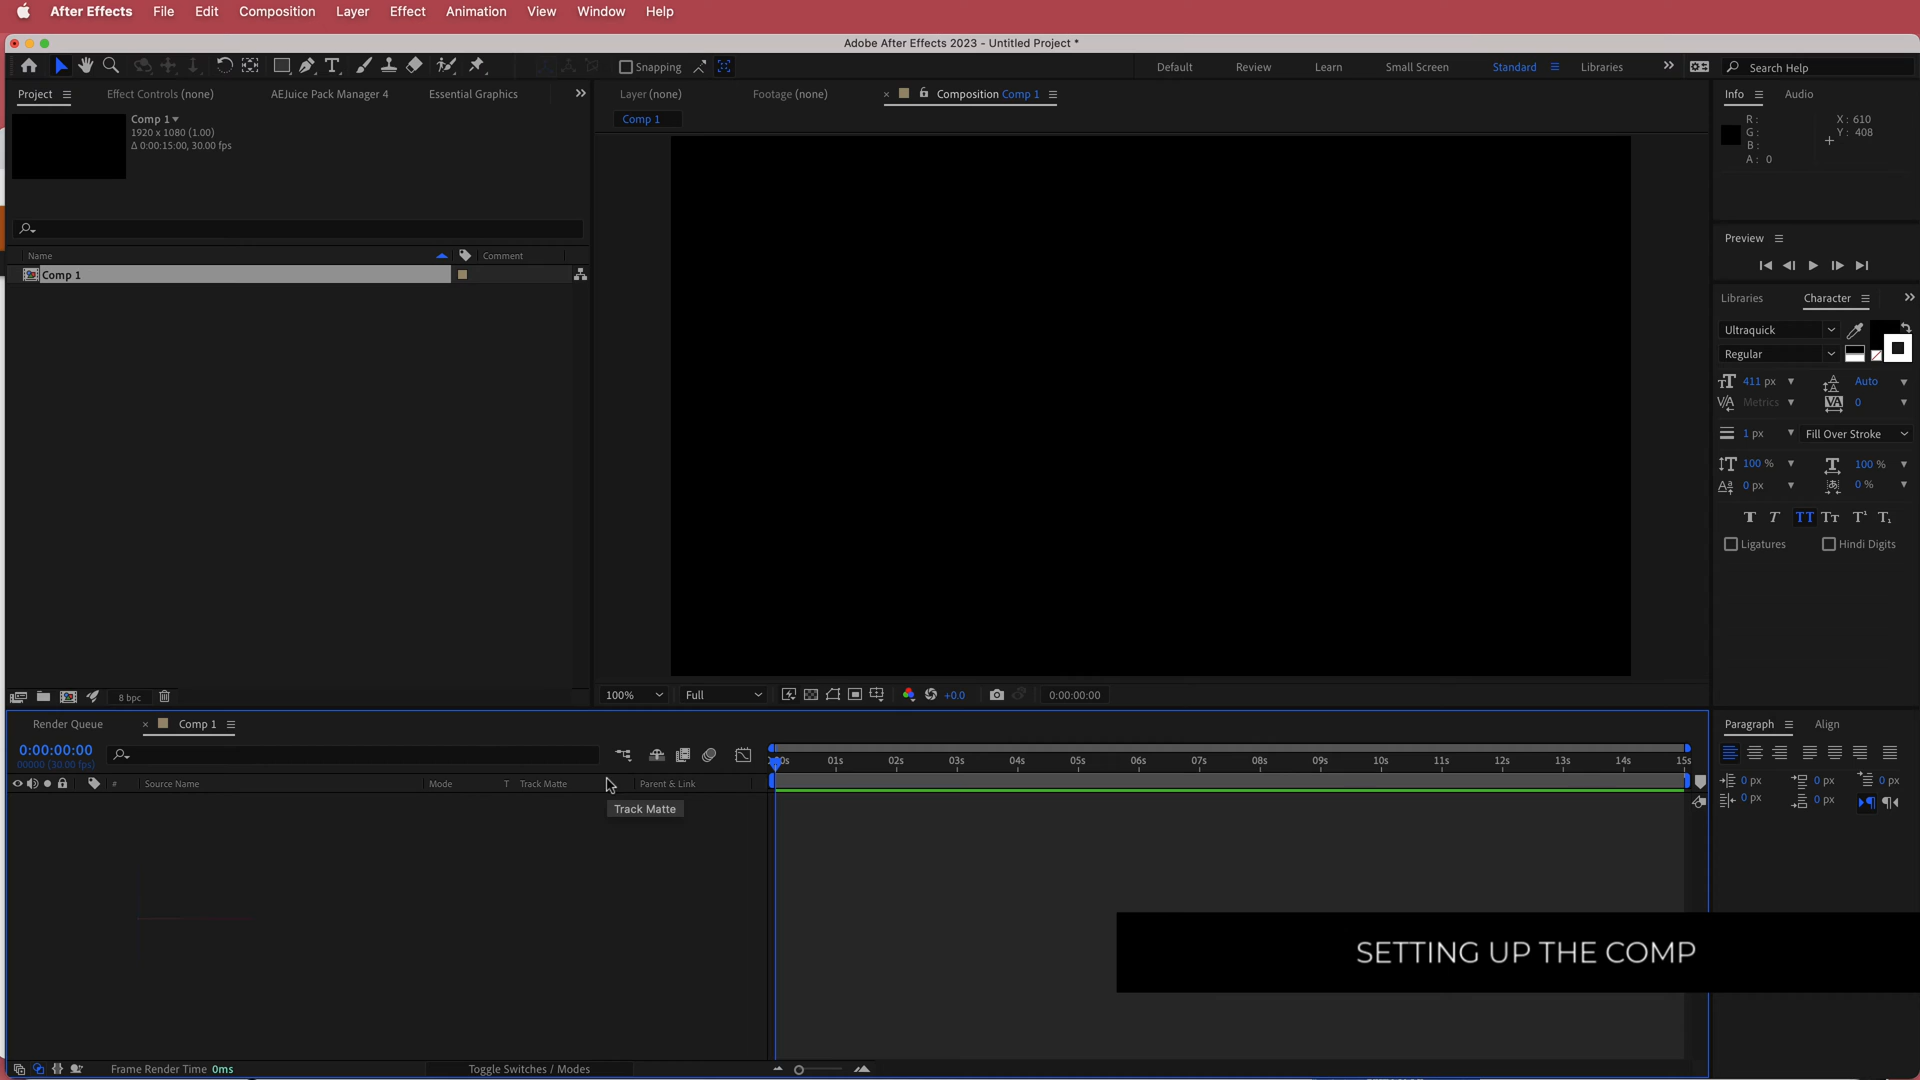 After Effects File Edit Composition Layer Effect Animation View Window Help
Adobe After Effects 2023 - Untitled Project *
Snapping
Default Review Learn Small Screen Standard Libraries Search Help
Project Effect Controls (none) AEJuice Pack Manager 4 Essential Graphics
Layer (none) Footage (none) Composition Comp 1
Info Audio
Comp 1
1920 x 1080 (1.00)
Δ 0:00:15:00, 30.00 fps
Comp 1
R :
G :
B :
A : 0
X : 610
Y : 408
Preview
Name Comment
Comp 1
Libraries Character
Ultraquick
Regular
411 px Auto
Metrics 0
1 px Fill Over Stroke
100 % 100 %
0 px 0 %
Ligatures Hindi Digits
8 bpc
100% Full +0.0 0:00:00:00
Render Queue Comp 1
Paragraph Align
0:00:00:00
00000 (30.00 fps)
:00s 01s 02s 03s 04s 05s 06s 07s 08s 09s 10s 11s 12s 13s 14s 15s
# Source Name Mode T Track Matte Parent & Link
Track Matte
0 px 0 px 0 px
0 px 0 px
SETTING UP THE COMP
Frame Render Time 0ms Toggle Switches / Modes